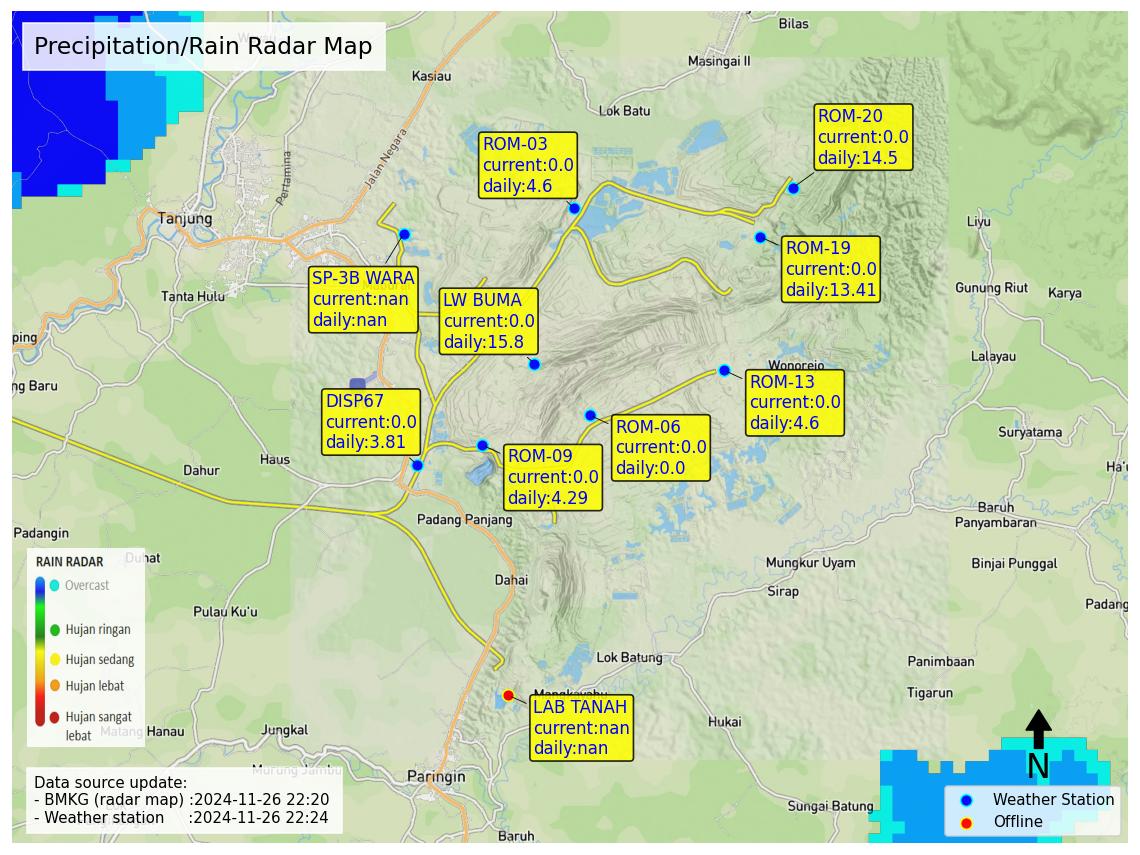 Precipitation/Rain Radar Map
Bilas
Masingai II
Kasiau
Lok Batu
ROM-20
current:0.0
daily:14.5
ROM-03
current:0.0
daily:4.6
Jalan Negara
Pertamina
Tanjung
Liyu
ROM-19
current:0.0
daily:13.41
SP-3B WARA
current:nan
daily:nan
Tanta Hulu
LW BUMA
current:0.0
daily:15.8
Gunung Riut
Karya
ping
Lalayau
Wonorejo
ng Baru
ROM-13
current:0.0
daily:4.6
DISP67
current:0.0
daily:3.81
ROM-06
current:0.0
daily:0.0
Suryatama
Haus
Dahur
ROM-09
current:0.0
daily:4.29
Ha'u
Baruh
Panyambaran
Padang Panjang
Padangin
Duhat
Mungkur Uyam
Binjai Punggal
Dahai
Sirap
Padang
Pulau Ku'u
RAIN RADAR
Overcast
Hujan ringan
Hujan sedang
Hujan lebat
Hujan sangat
lebat
Lok Batung
Panimbaan
Tigarun
Mangkayahu
LAB TANAH
current:nan
daily:nan
Hukai
Matang Hanau
Jungkal
Murung Jambu
Paringin
Sungai Batung
Baruh
Data source update:
- BMKG (radar map) :2024-11-26 22:20
- Weather station :2024-11-26 22:24
N
Weather Station
Offline